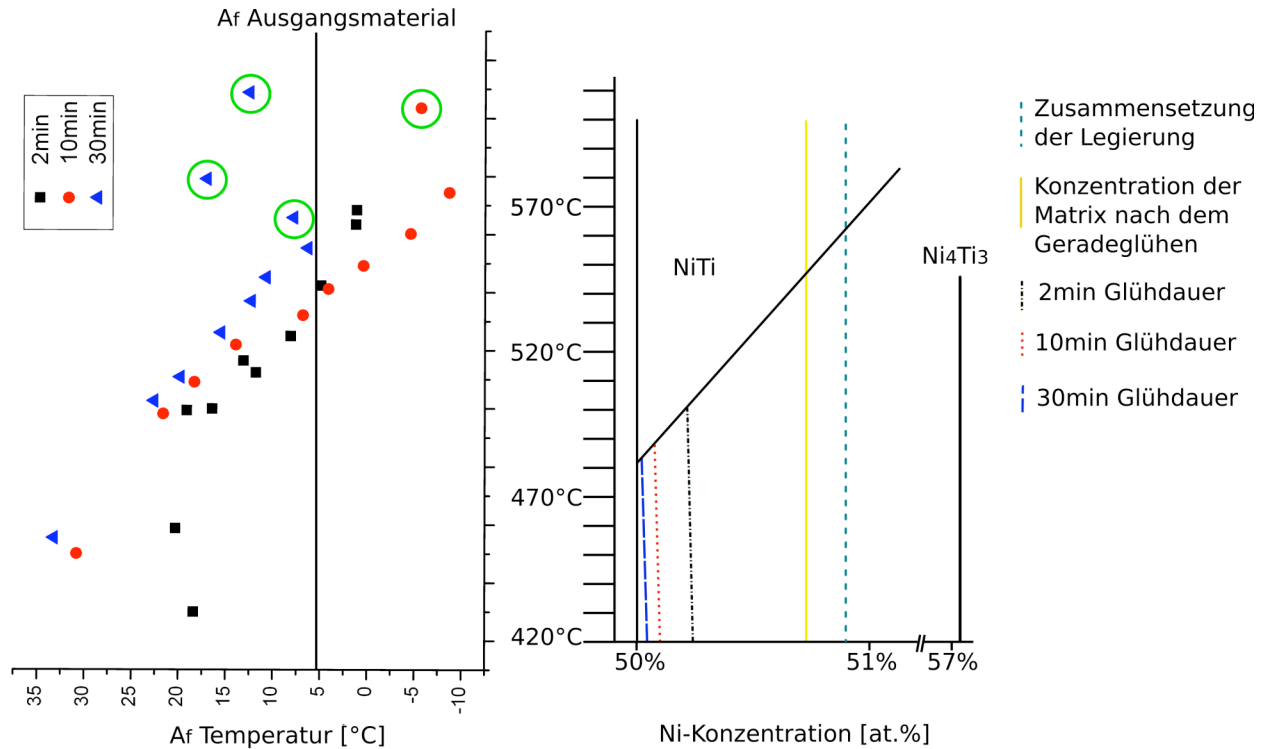 Af Ausgangsmaterial
2min
10min
30min
35
30
25
20
15
10
5
0
-5
-10
Af Temperatur [°C]
570°C
520°C
470°C
420°C
NiTi
Ni4Ti3
50%
51%
57%
Ni-Konzentration [at.%]
Zusammensetzung
der Legierung
Konzentration der
Matrix nach dem
Geradeglühen
2min Glühdauer
10min Glühdauer
30min Glühdauer